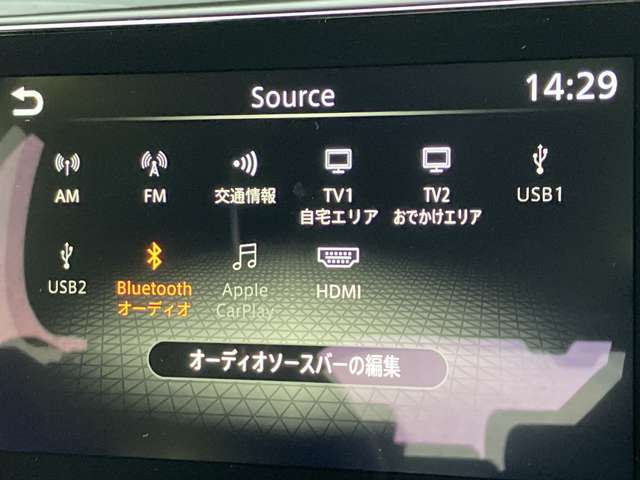 Source
14:29
AM
FM
交通情報
TV1
自宅エリア
TV2
おでかけエリア
USB1
USB2
Bluetooth
オーディオ
Apple
CarPlay
HDMI
オーディオソースバーの編集